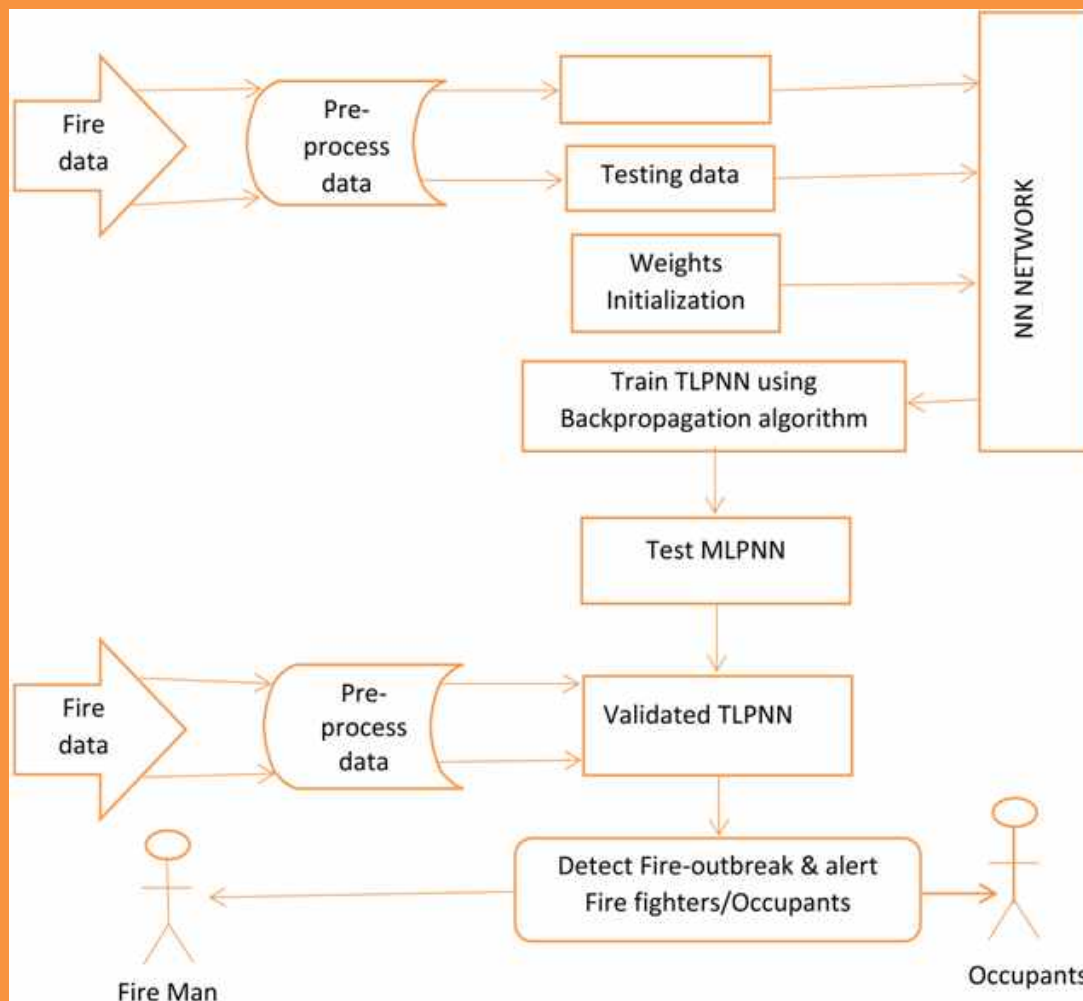 Fire
data
Pre-
process
data
Testing data
Weights
Initialization
NN NETWORK
Train TLPNN using
Backpropagation algorithm
Test MLPNN
Fire
data
Pre-
process
data
Validated TLPNN
Detect Fire-outbreak & alert
Fire fighters/Occupants
Fire Man
Occupants